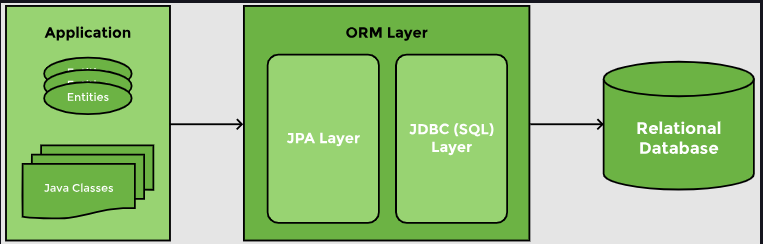 Application
Entities
Java Classes
ORM Layer
JPA Layer
JDBC (SQL)
Layer
Relational
Database